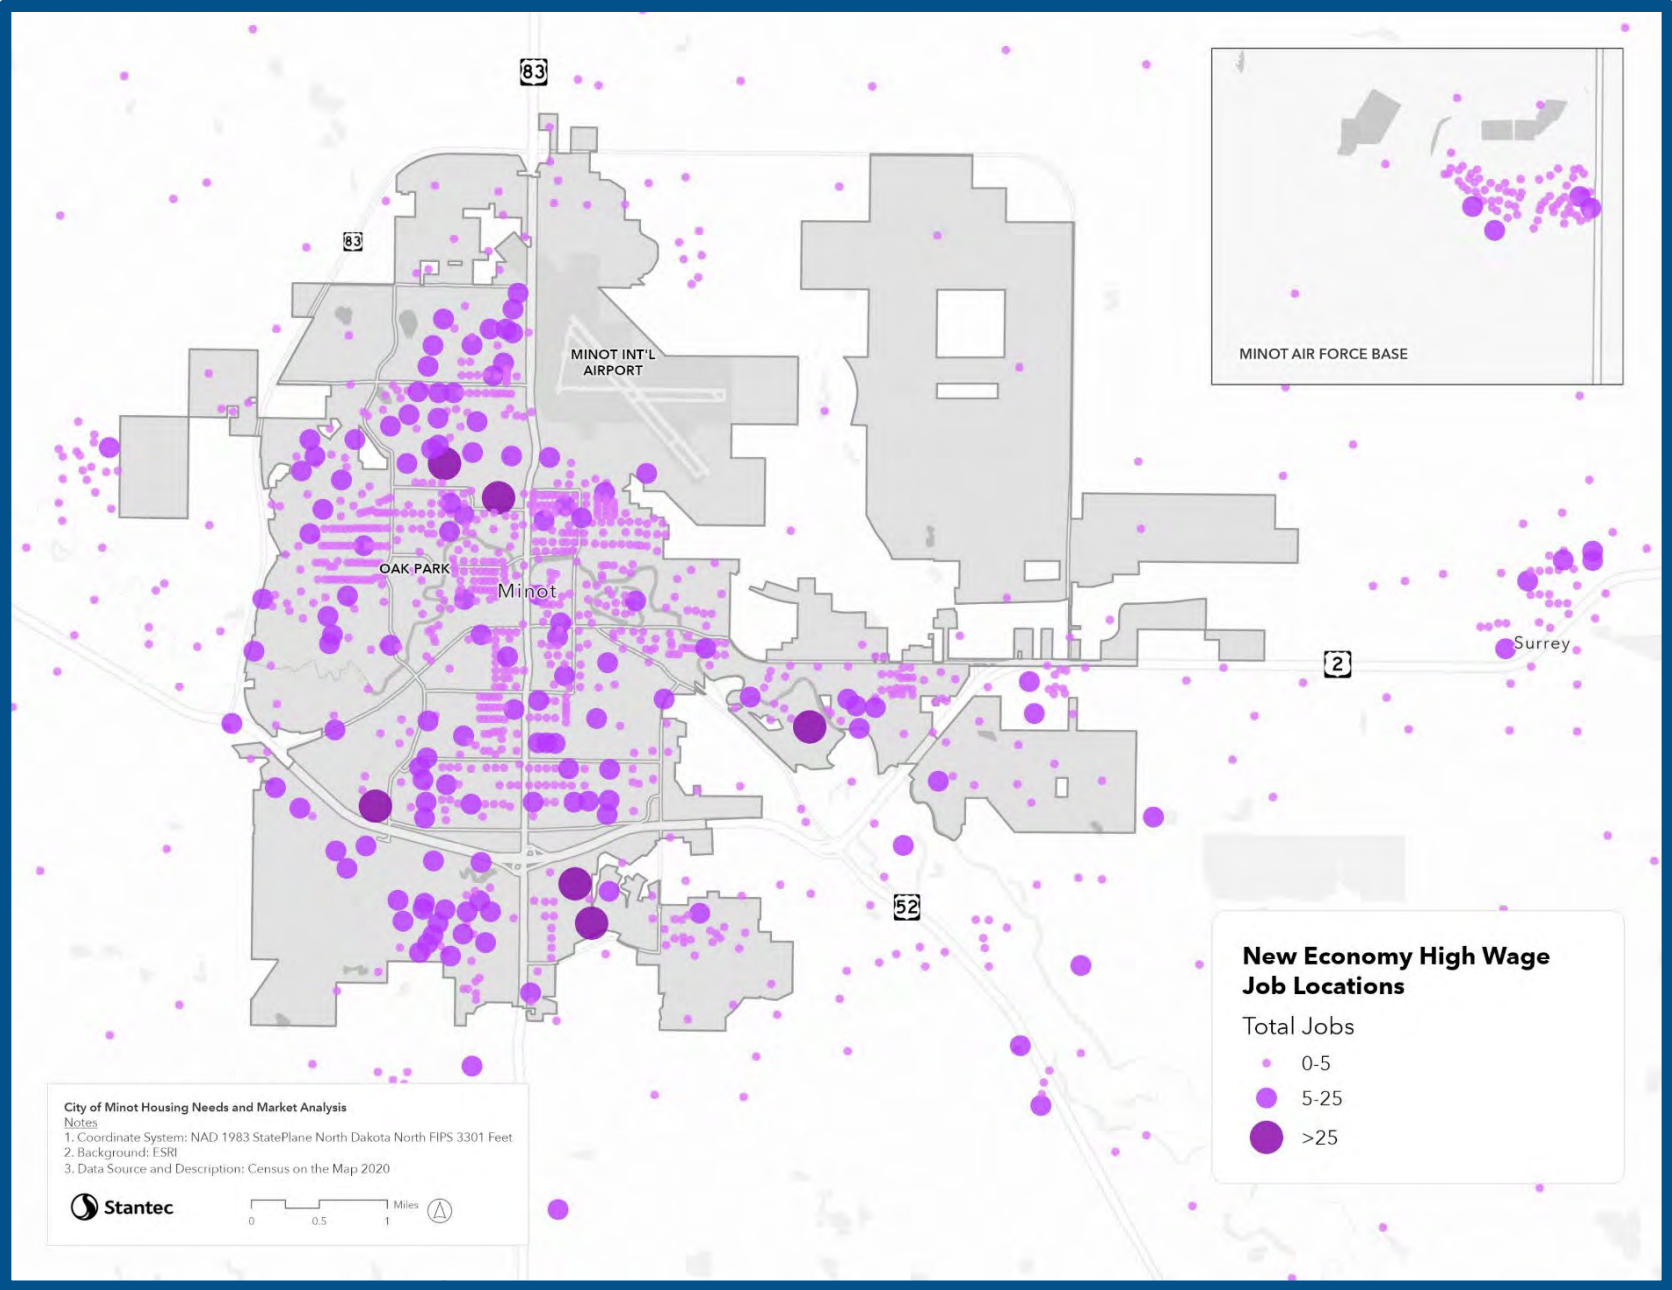 83
83
MINOT INT'L
AIRPORT
MINOT AIR FORCE BASE
OAK PARK
Minot
Surrey
2
52
New Economy High Wage
Job Locations
Total Jobs
0-5
5-25
>25
City of Minot Housing Needs and Market Analysis
Notes
1. Coordinate System: NAD 1983 StatePlane North Dakota North FIPS 3301 Feet
2. Background: ESRI
3. Data Source and Description: Census on the Map 2020
Stantec
Miles
0 0.5 1